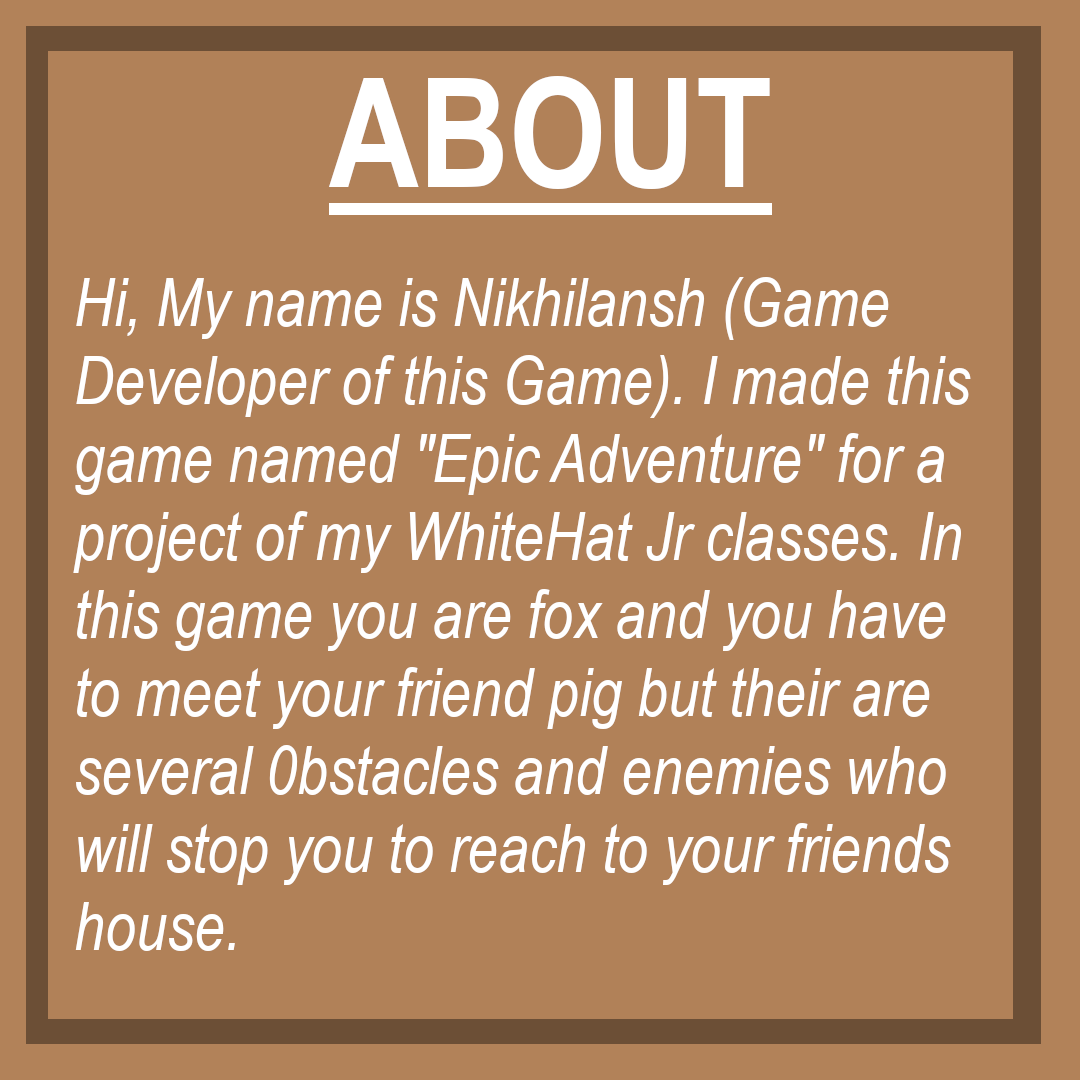 ABOUT
Hi, My name is Nikhilansh (Game
Developer of this Game). I made this
game named "Epic Adventure" for a
project of my WhiteHat Jr classes. In
this game you are fox and you have
to meet your friend pig but their are
several 0bstacles and enemies who
will stop you to reach to your friends
house.